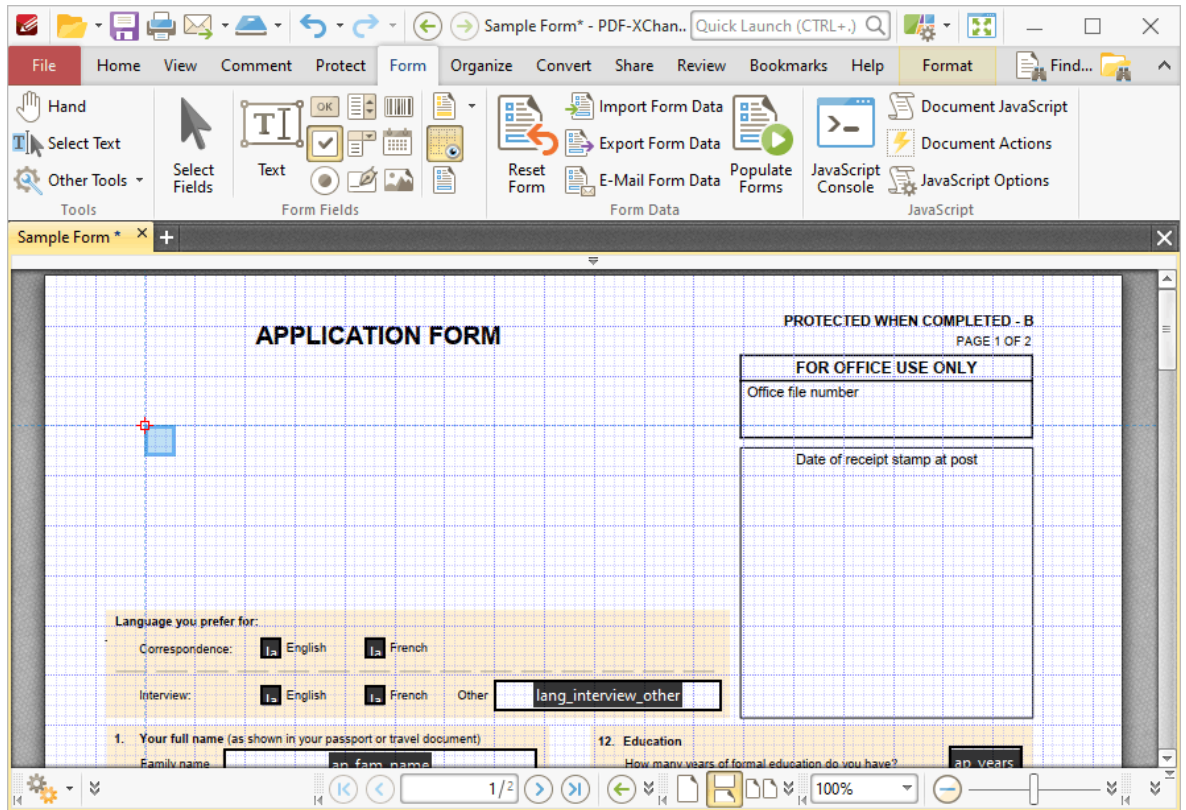 Sample Form* - PDF-XChan..
Quick Launch (CTRL+.)
File Home View Comment Protect Form Organize Convert Share Review Bookmarks Help Format Find...
Hand
Select Text
Other Tools
Tools
Select Fields
Text
OK
Form Fields
Reset Form
Import Form Data
Export Form Data
E-Mail Form Data
Populate Forms
Form Data
JavaScript Console
Document JavaScript
Document Actions
JavaScript Options
JavaScript
Sample Form *
APPLICATION FORM
PROTECTED WHEN COMPLETED - B
PAGE 1 OF 2
FOR OFFICE USE ONLY
Office file number
Date of receipt stamp at post
Language you prefer for:
Correspondence: la English la French
Interview: la English la French Other lang_interview_other
1. Your full name (as shown in your passport or travel document)
Family name ap_fam_name
12. Education
How many years of formal education do you have? ap_years
1/2
100%